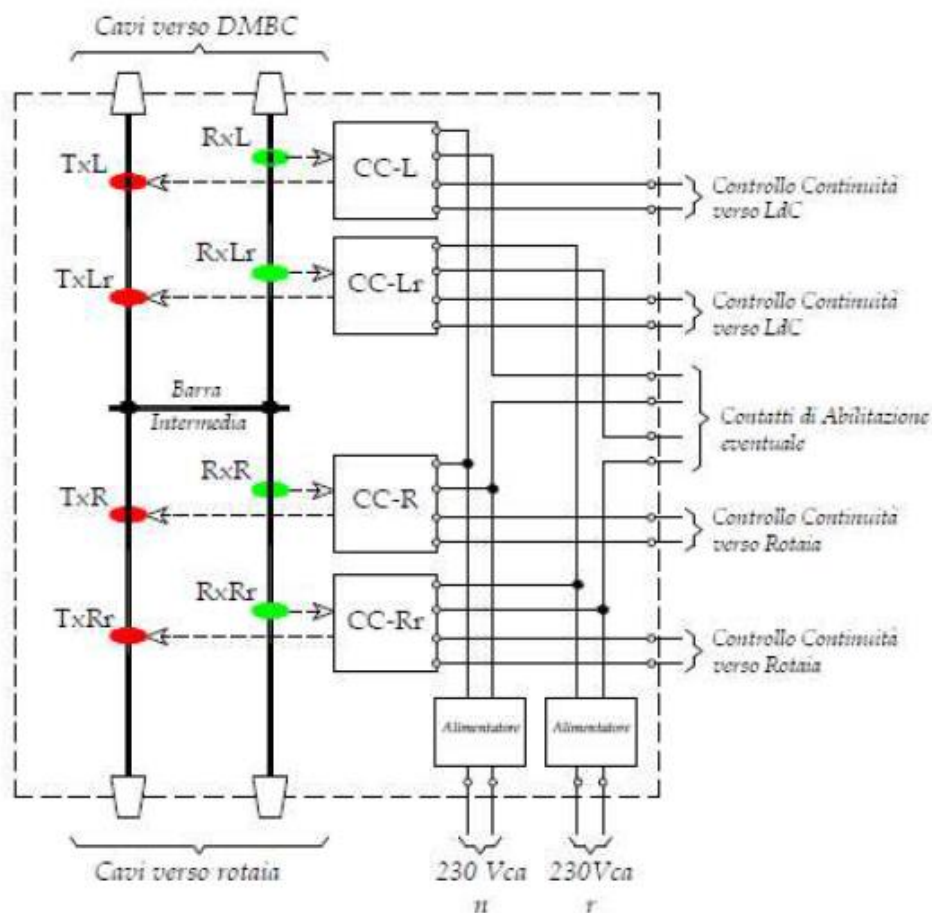 Cavi verso DMBC
RxL
TxL
CC-L
Controllo Continuità
verso LdC
RxLr
TxLr
CC-Lr
Controllo Continuità
verso LdC
Barra
Intermedia
Contatti di Abilitazione
eventuale
RxR
TxR
CC-R
Controllo Continuità
verso Rotaia
RxRr
TxRr
CC-Rr
Controllo Continuità
verso Rotaia
Alimentatore
Alimentatore
Cavi verso rotaia
230 Vca
n
230Vca
r